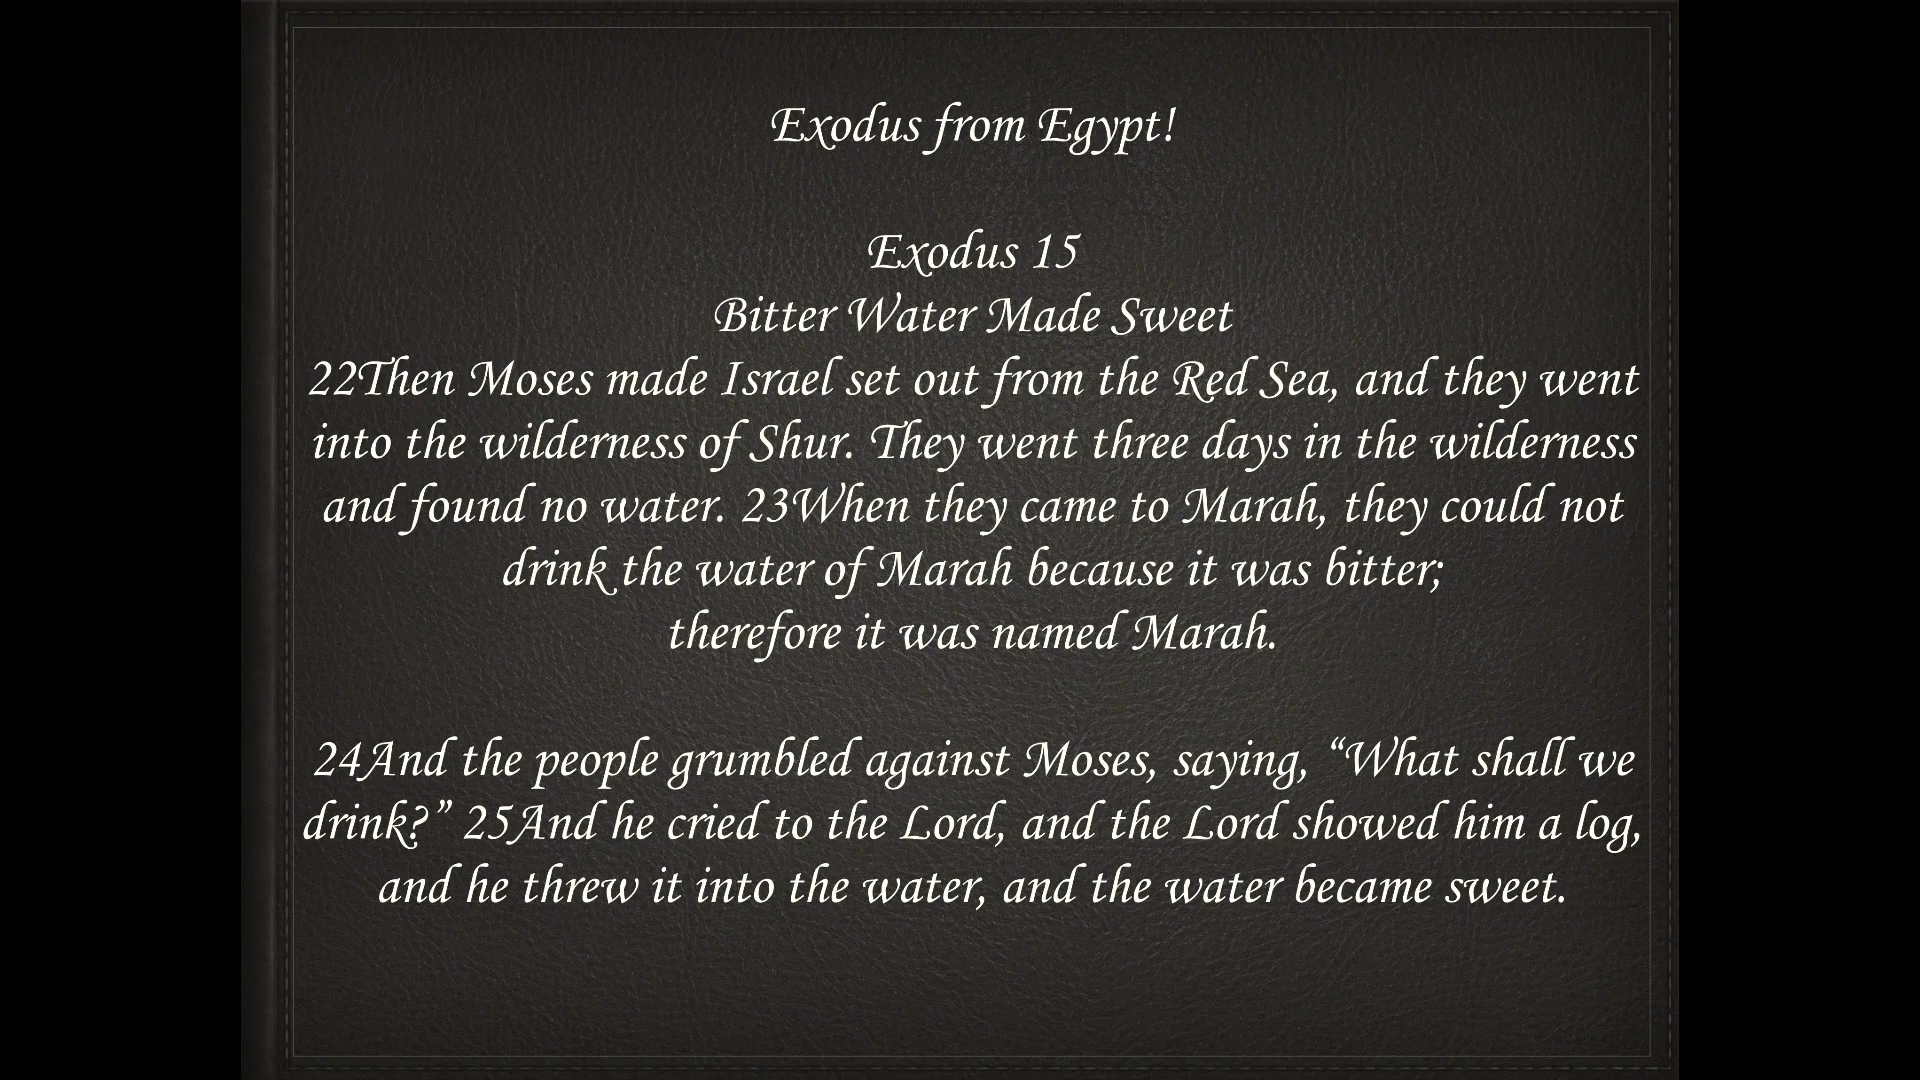 Exodus from Egypt!
Exodus 15
Bitter Water Made Sweet
22Then Moses made Israel set out from the Red Sea, and they went
into the wilderness of Shur. They went three days in the wilderness
and found no water. 23When they came to Marah, they could not
drink the water of Marah because it was bitter;
therefore it was named Marah.
24And the people grumbled against Moses, saying, “What shall we
drink?” 25And he cried to the Lord, and the Lord showed him a log,
and he threw it into the water, and the water became sweet.